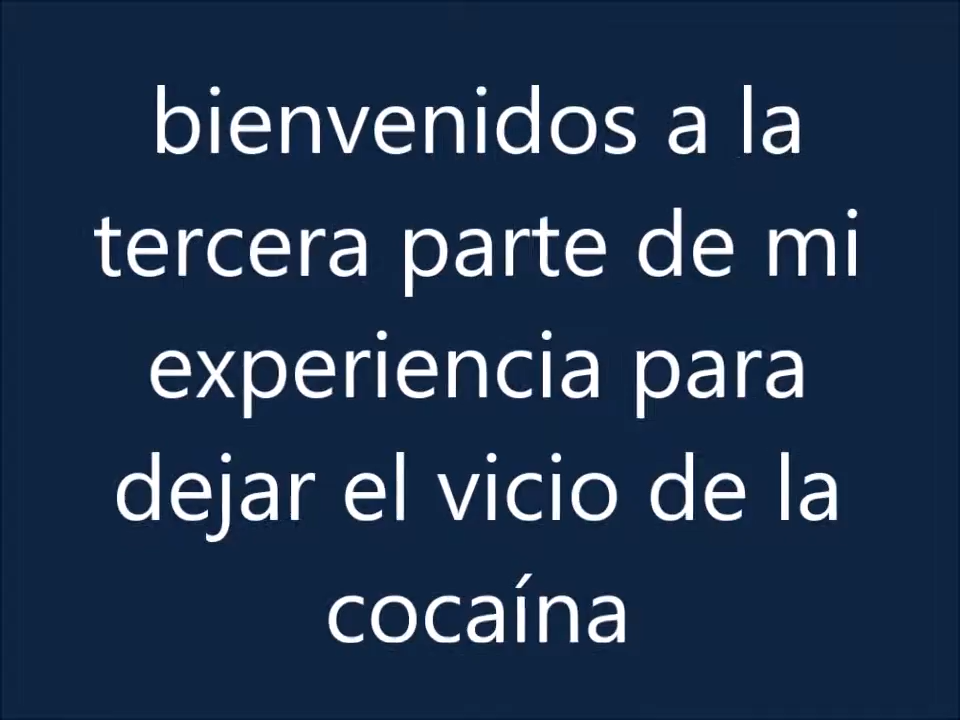 bienvenidos a la
tercera parte de mi
experiencia para
dejar el vicio de la
cocaína